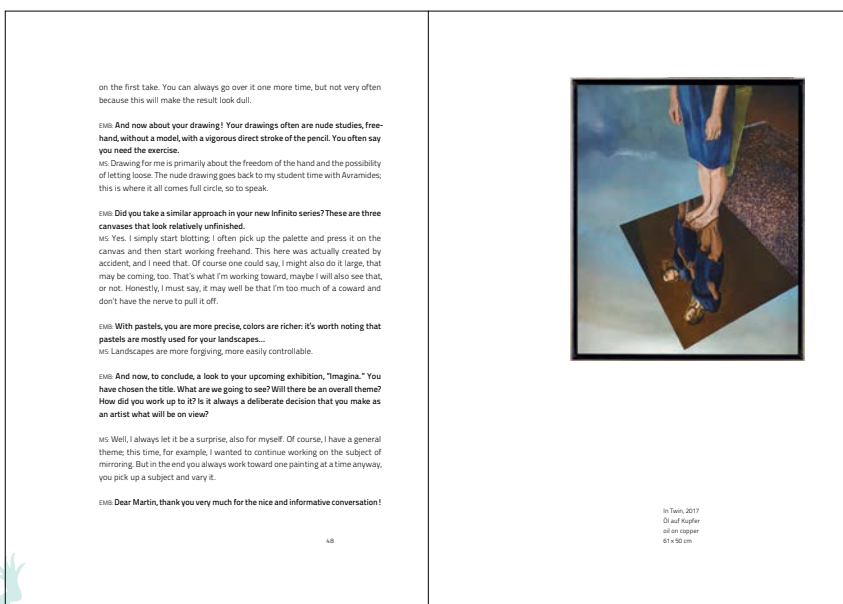 on the first take. You can always go over it one more time, but not very often
because this will make the result look dull.
EMB: And now about your drawing! Your drawings often are nude studies, free-
hand, without a model, with a vigorous direct stroke of the pencil. You often say
you need the exercise.
MS: Drawing for me is primarily about the freedom of the hand and the possibility
of letting loose. The nude drawing goes back to my student time with Avramides;
this is where it all comes full circle, so to speak.
EMB: Did you take a similar approach in your new Infinito series? These are three
canvases that look relatively unfinished.
MS: Yes. I simply start blotting; I often pick up the palette and press it on the
canvas and then start working freehand. This here was actually created by
accident, and I need that. Of course one could say, I might also do it large, that
may be coming, too. That's what I'm working toward, maybe I will also see that,
or not. Honestly, I must say, it may well be that I'm too much of a coward and
don't have the nerve to pull it off.
EMB: With pastels, you are more precise, colors are richer: it's worth noting that
pastels are mostly used for your landscapes...
MS: Landscapes are more forgiving, more easily controllable.
EMB: And now, to conclude, a look to your upcoming exhibition, "Imagina." You
have chosen the title. What are we going to see? Will there be an overall theme?
How did you work up to it? Is it always a deliberate decision that you make as
an artist what will be on view?
MS: Well, I always let it be a surprise, also for myself. Of course, I have a general
theme; this time, for example, I wanted to continue working on the subject of
mirroring. But in the end you always work toward one painting at a time anyway,
you pick up a subject and vary it.
EMB: Dear Martin, thank you very much for the nice and informative conversation!
48
In Twin, 2017
Öl auf Kupfer
oil on copper
61 x 50 cm